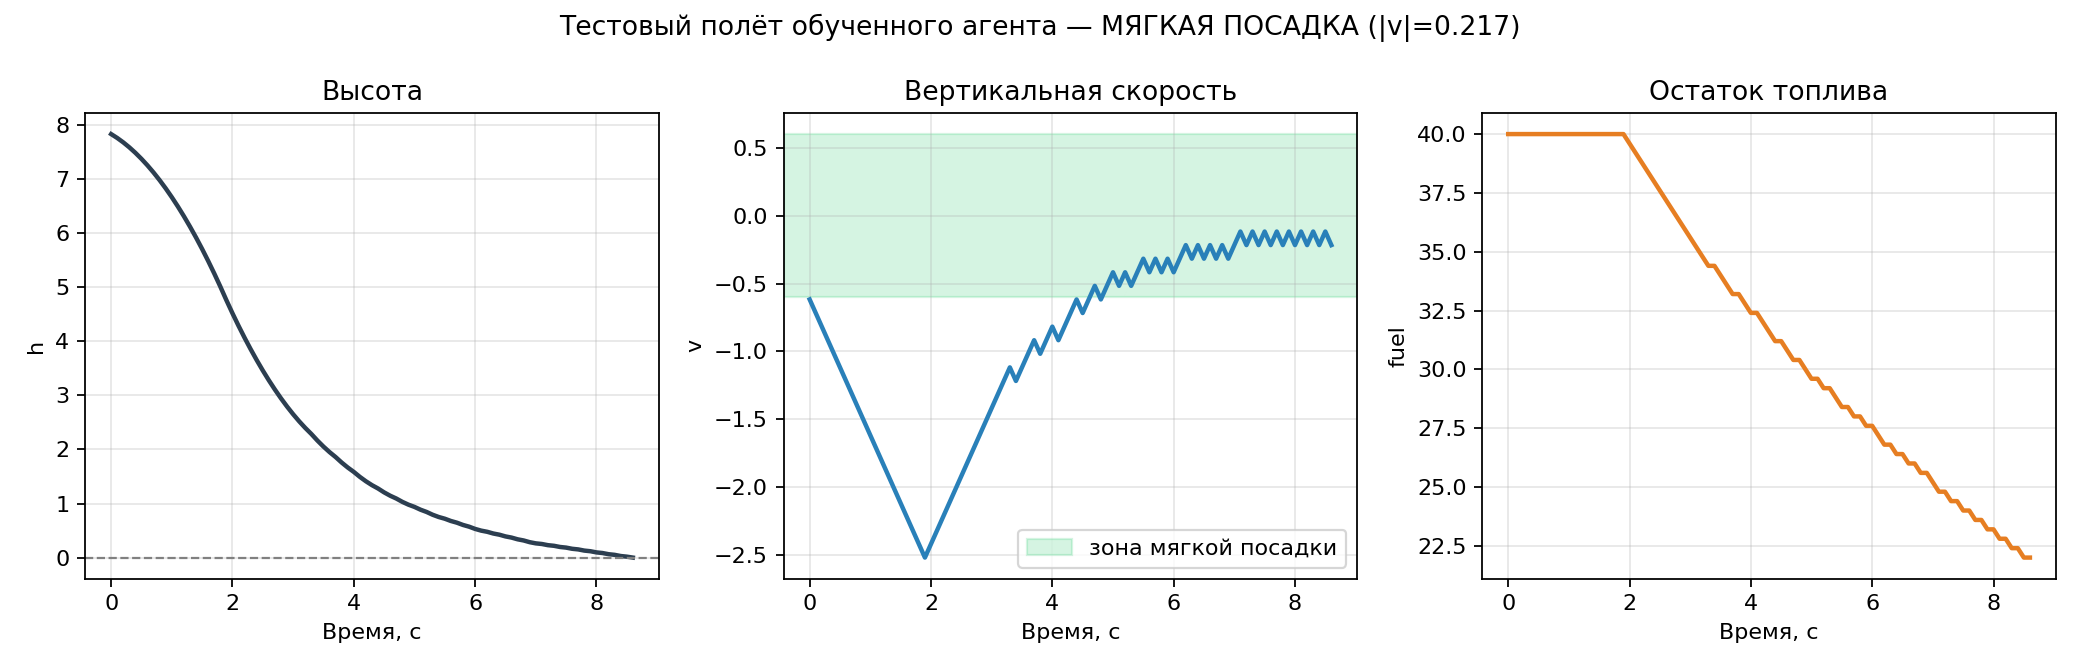 Тестовый полёт обученного агента — МЯГКАЯ ПОСАДКА (|v|=0.217)
Высота
h
8
7
6
5
4
3
2
1
0
0 2 4 6 8
Время, с
Вертикальная скорость
v
0.5
0.0
−0.5
−1.0
−1.5
−2.0
−2.5
зона мягкой посадки
0 2 4 6 8
Время, с
Остаток топлива
fuel
40.0
37.5
35.0
32.5
30.0
27.5
25.0
22.5
0 2 4 6 8
Время, с